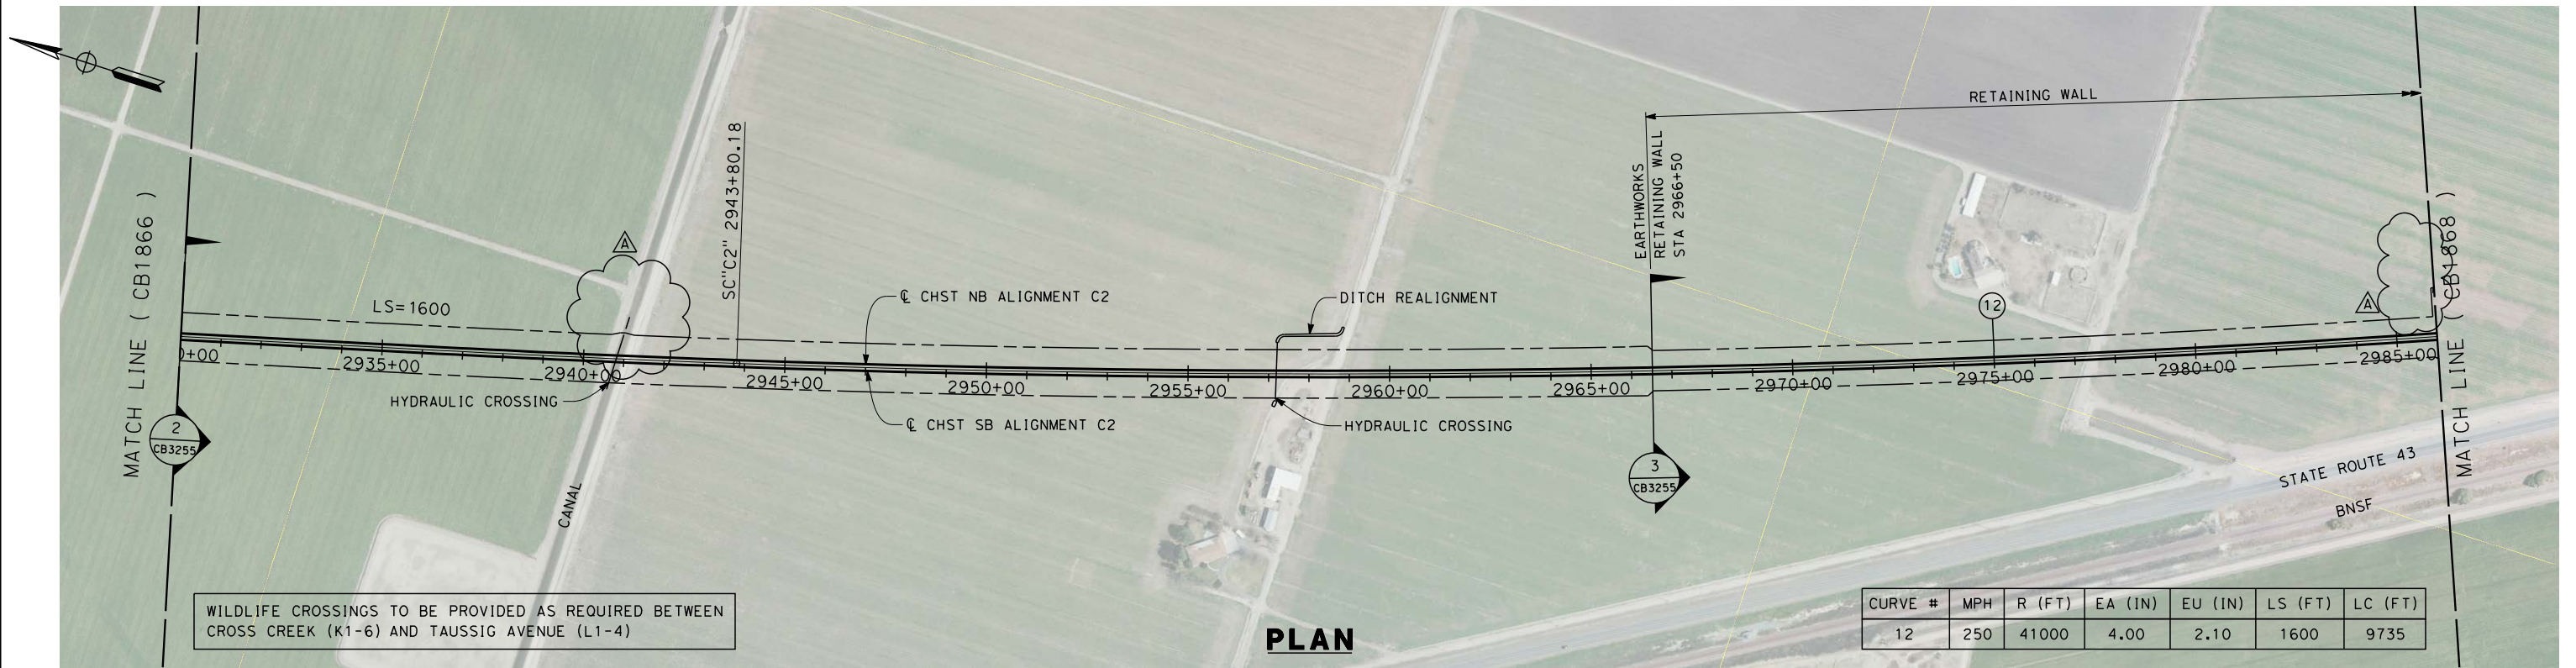 MATCH LINE ( CB1866 )
2
CB3255
LS=1600
0+00
2935+00
2940+00
2945+00
2950+00
2955+00
2960+00
2965+00
2970+00
2975+00
2980+00
2985+00
HYDRAULIC CROSSING
A
CANAL
SC"C2" 2943+80.18
℄ CHST NB ALIGNMENT C2
℄ CHST SB ALIGNMENT C2
DITCH REALIGNMENT
HYDRAULIC CROSSING
EARTHWORKS
RETAINING WALL
STA 2966+50
3
CB3255
RETAINING WALL
12
A
MATCH LINE ( CB1868 )
STATE ROUTE 43
BNSF
WILDLIFE CROSSINGS TO BE PROVIDED AS REQUIRED BETWEEN
CROSS CREEK (K1-6) AND TAUSSIG AVENUE (L1-4)
PLAN
CURVE # MPH R (FT) EA (IN) EU (IN) LS (FT) LC (FT)
12 250 41000 4.00 2.10 1600 9735